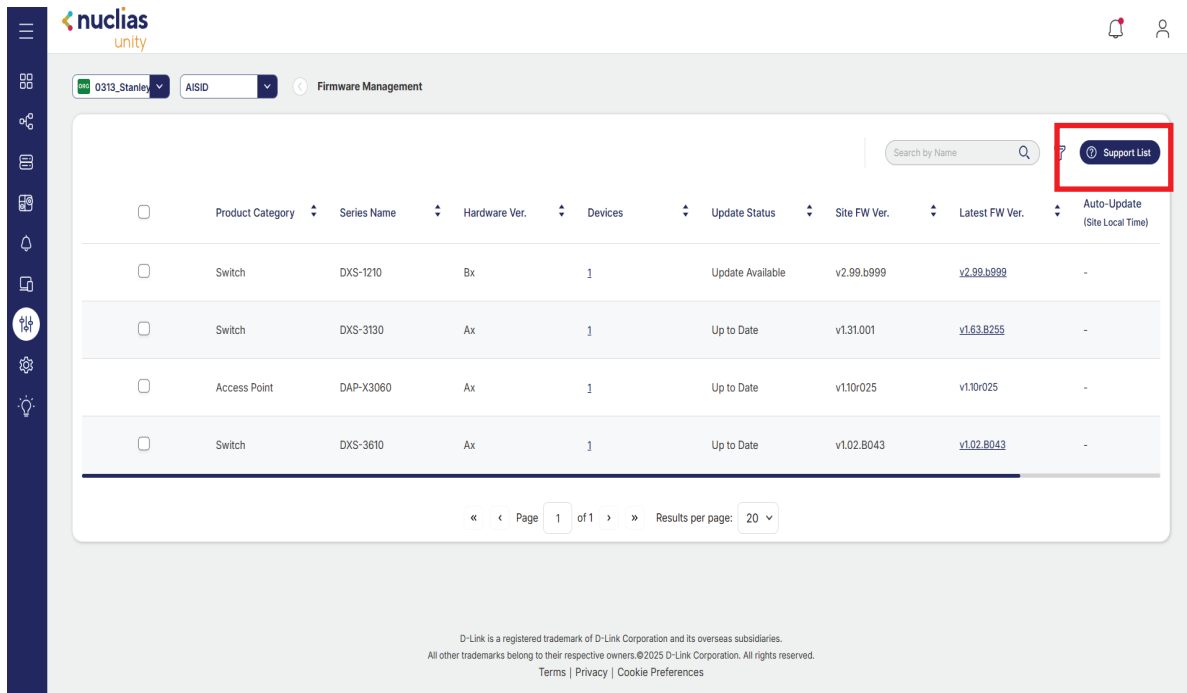 nuclias
unity
ORG 0313_Stanley AISID Firmware Management
Search by Name Support List
Product Category Series Name Hardware Ver. Devices Update Status Site FW Ver. Latest FW Ver. Auto-Update
(Site Local Time)
Switch DXS-1210 Bx 1 Update Available v2.99.b999 v2.99.b999 -
Switch DXS-3130 Ax 1 Up to Date v1.31.001 v1.63.B255 -
Access Point DAP-X3060 Ax 1 Up to Date v1.10r025 v1.10r025 -
Switch DXS-3610 Ax 1 Up to Date v1.02.B043 v1.02.B043 -
« ‹ Page 1 of 1 › » Results per page: 20
D-Link is a registered trademark of D-Link Corporation and its overseas subsidiaries.
All other trademarks belong to their respective owners.©2025 D-Link Corporation. All rights reserved.
Terms | Privacy | Cookie Preferences